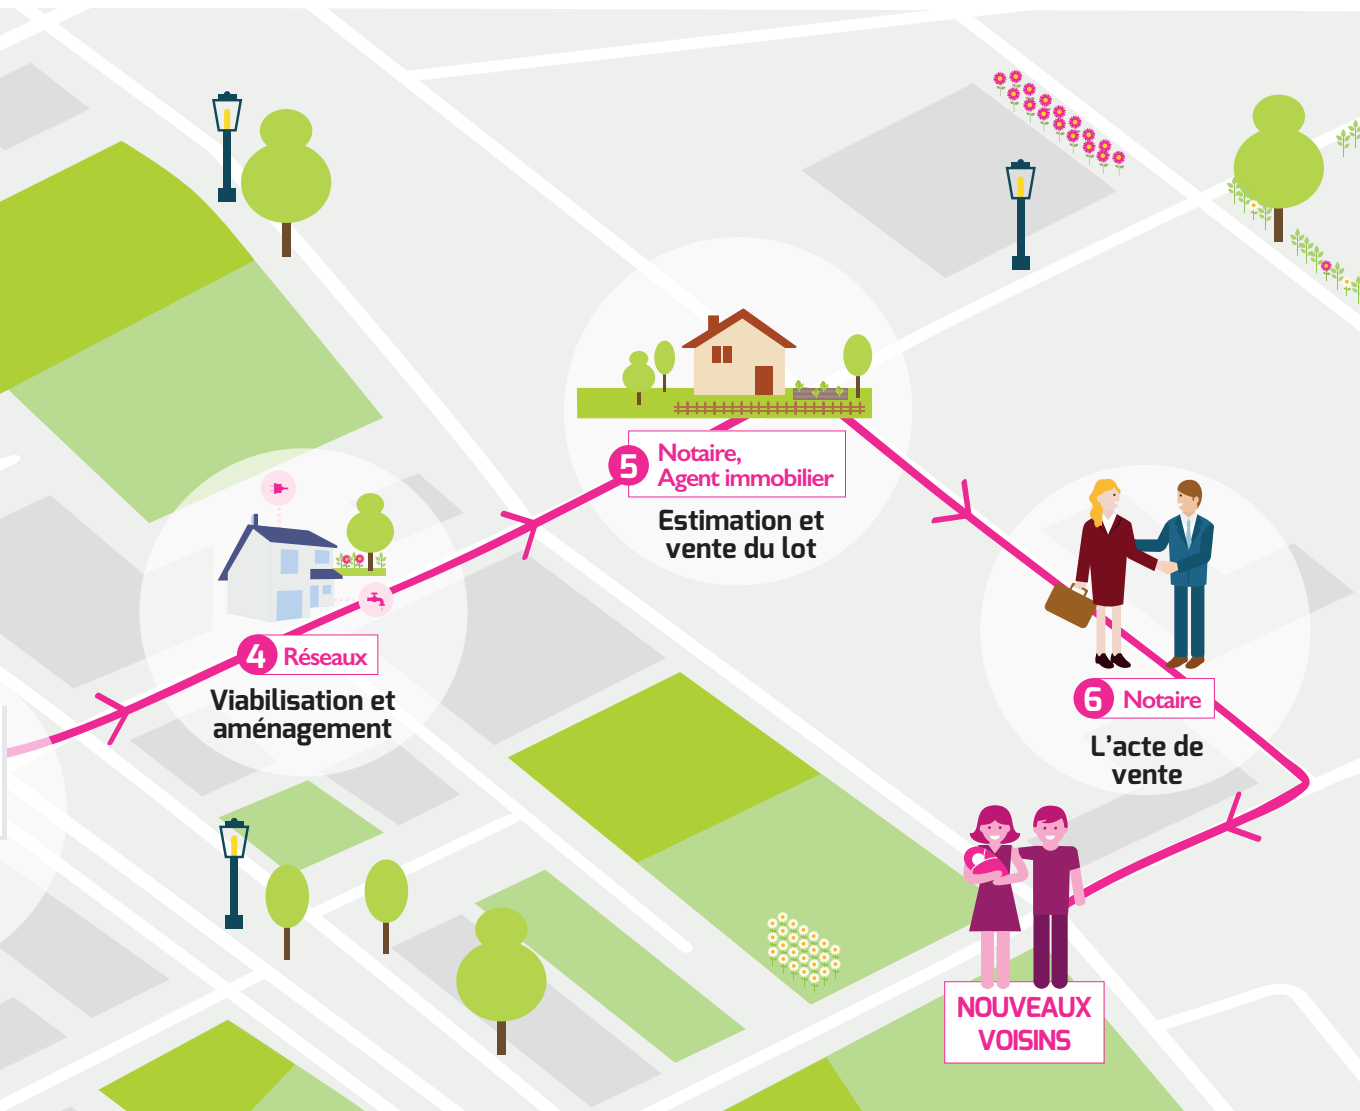 4 Réseaux
Viabilisation et
aménagement
5 Notaire,
Agent immobilier
Estimation et
vente du lot
6 Notaire
L’acte de
vente
NOUVEAUX
VOISINS